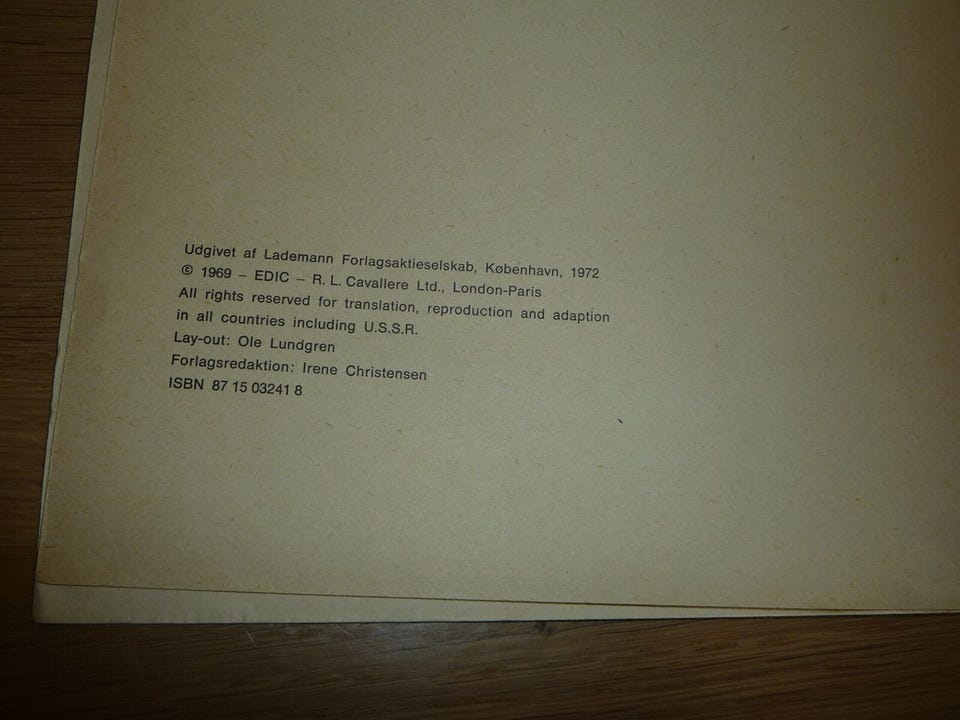 Udgivet af Lademann Forlagsaktieselskab, København, 1972
© 1969 – EDIC – R. L. Cavallere Ltd., London-Paris
All rights reserved for translation, reproduction and adaption
in all countries including U.S.S.R.
Lay-out: Ole Lundgren
Forlagsredaktion: Irene Christensen
ISBN 87 15 03241 8